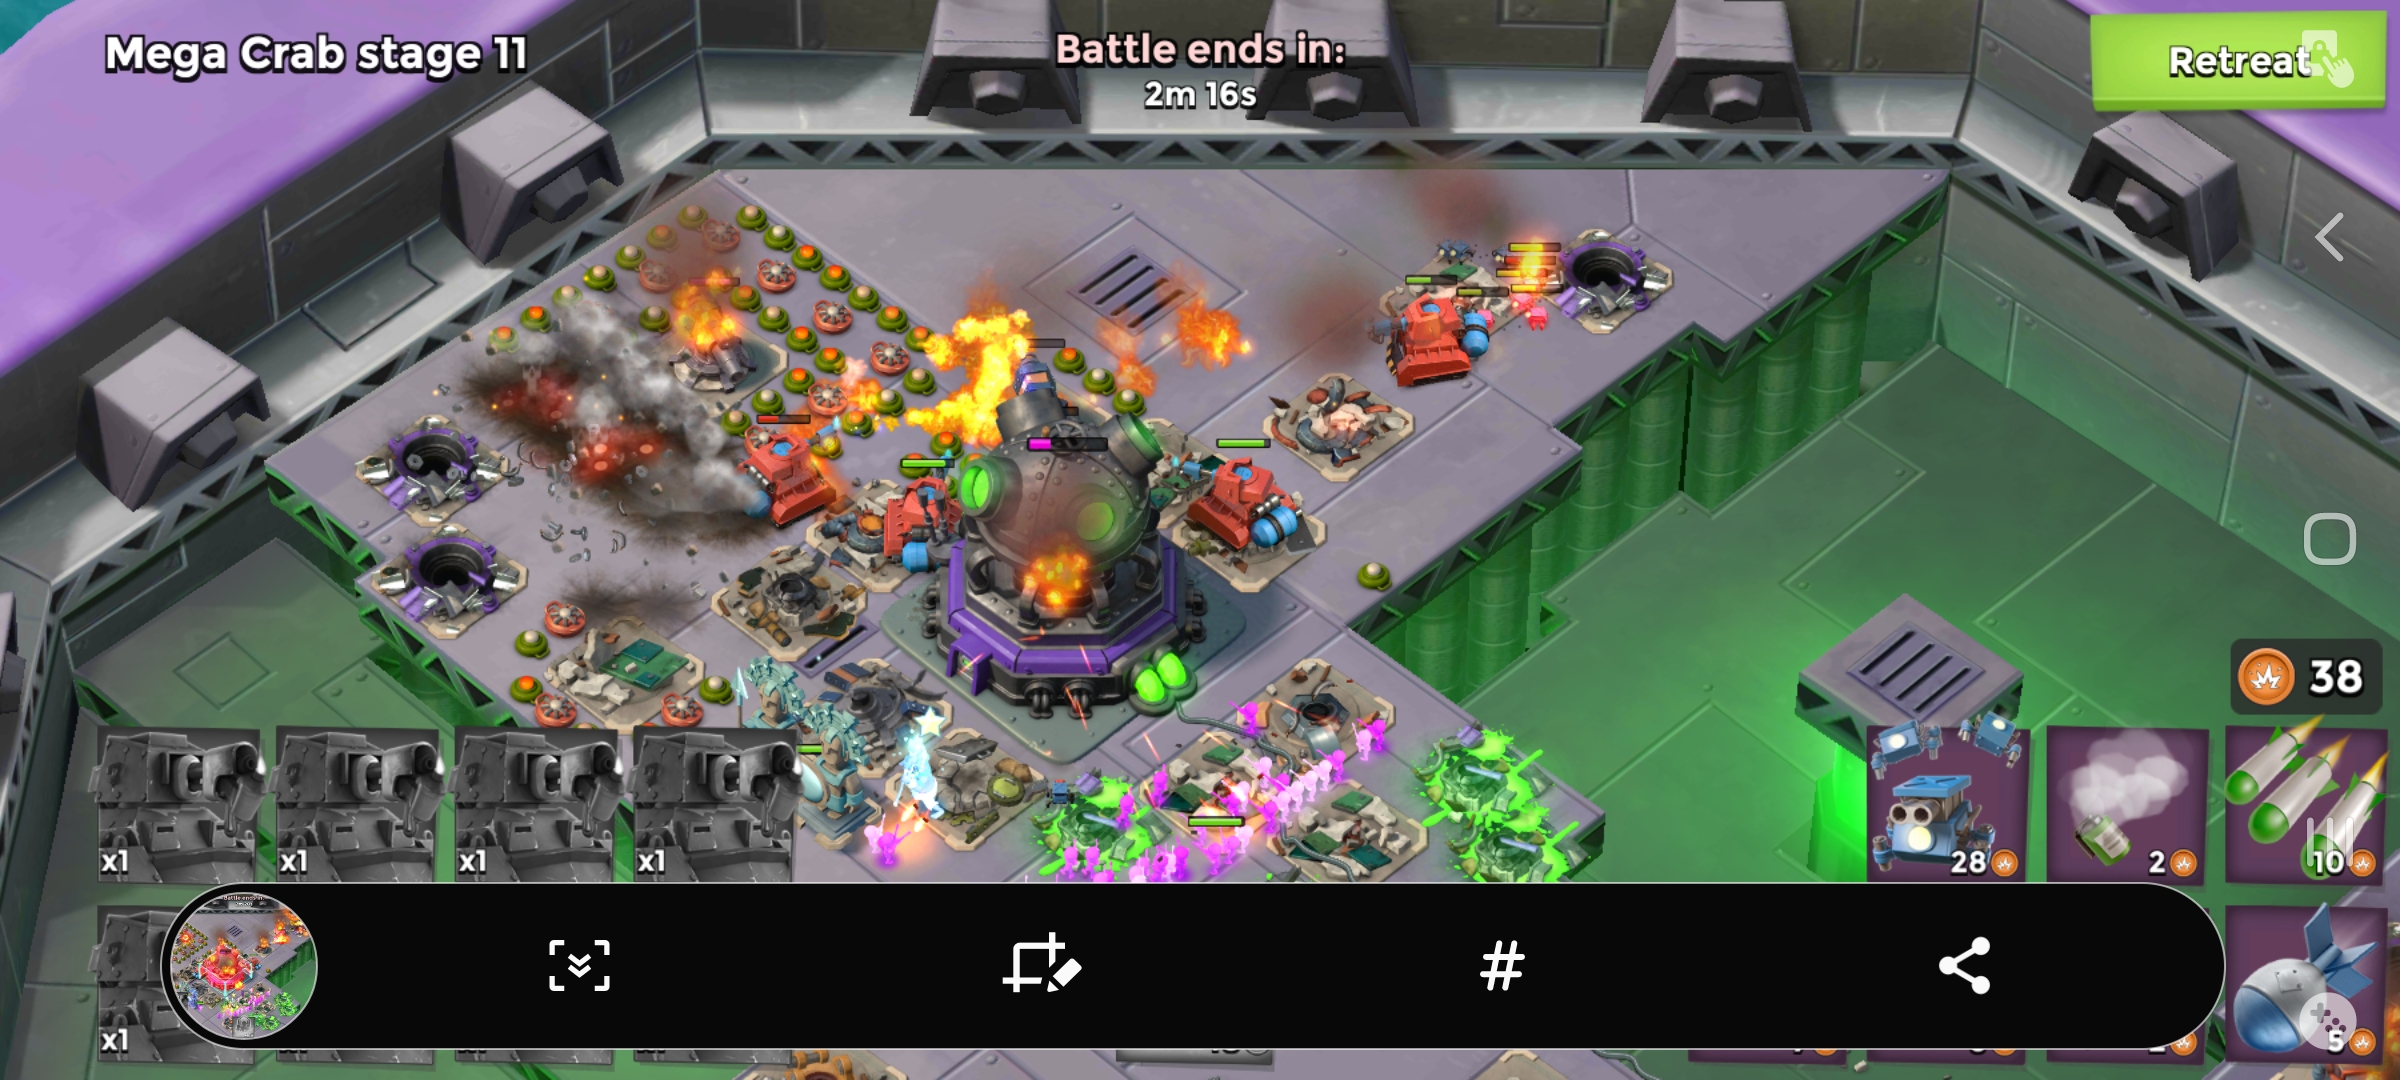 Mega Crab stage 11
Battle ends in:
2m 16s
Retreat
38
x1
x1
x1
x1
28
2
10
x1
5